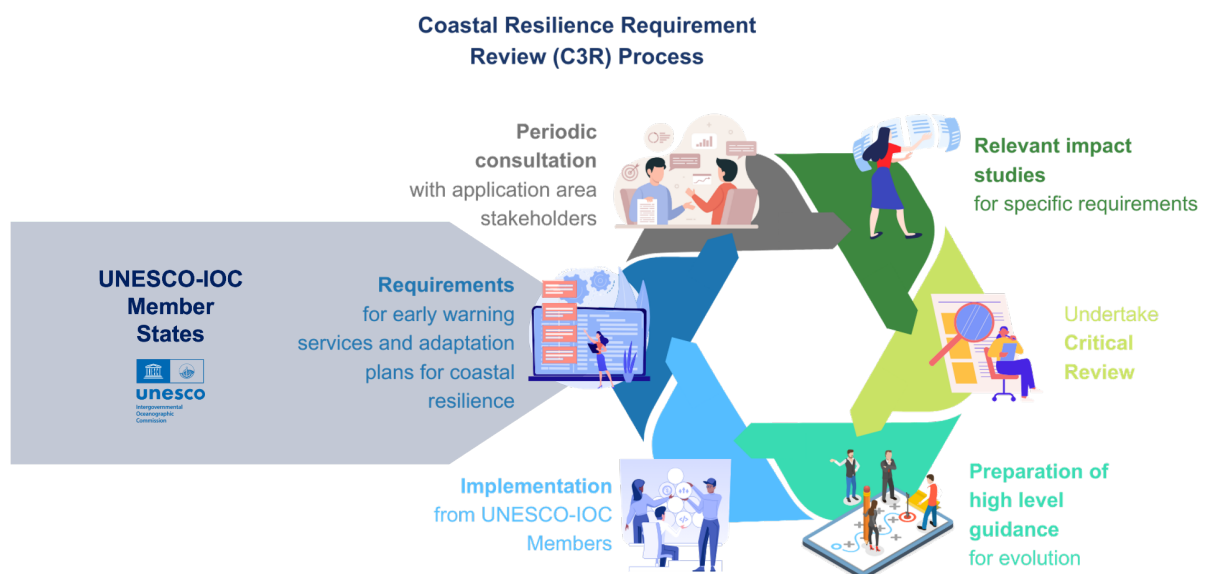 Coastal Resilience Requirement
Review (C3R) Process
Periodic
consultation
with application area
stakeholders
Relevant impact
studies
for specific requirements
UNESCO-IOC
Member
States
unesco
Intergovernmental
Oceanographic
Commission
Requirements
for early warning
services and adaptation
plans for coastal
resilience
Undertake
Critical
Review
Implementation
from UNESCO-IOC
Members
Preparation of
high level
guidance
for evolution